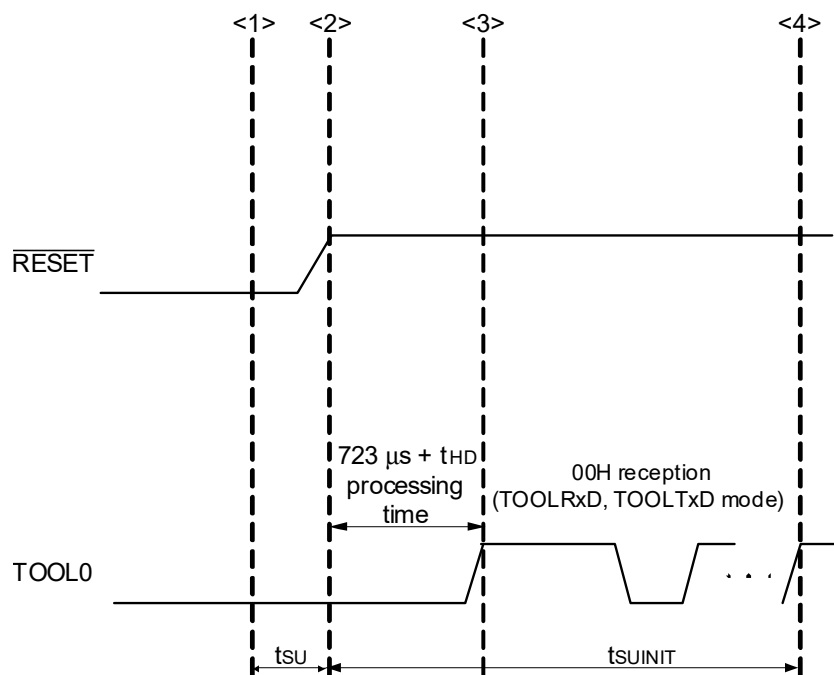 <1> <2> <3> <4>
RESET
723 μs + tHD
processing
time
00H reception
(TOOLRxD, TOOLTxD mode)
TOOL0
. . .
tSU
tSUINIT